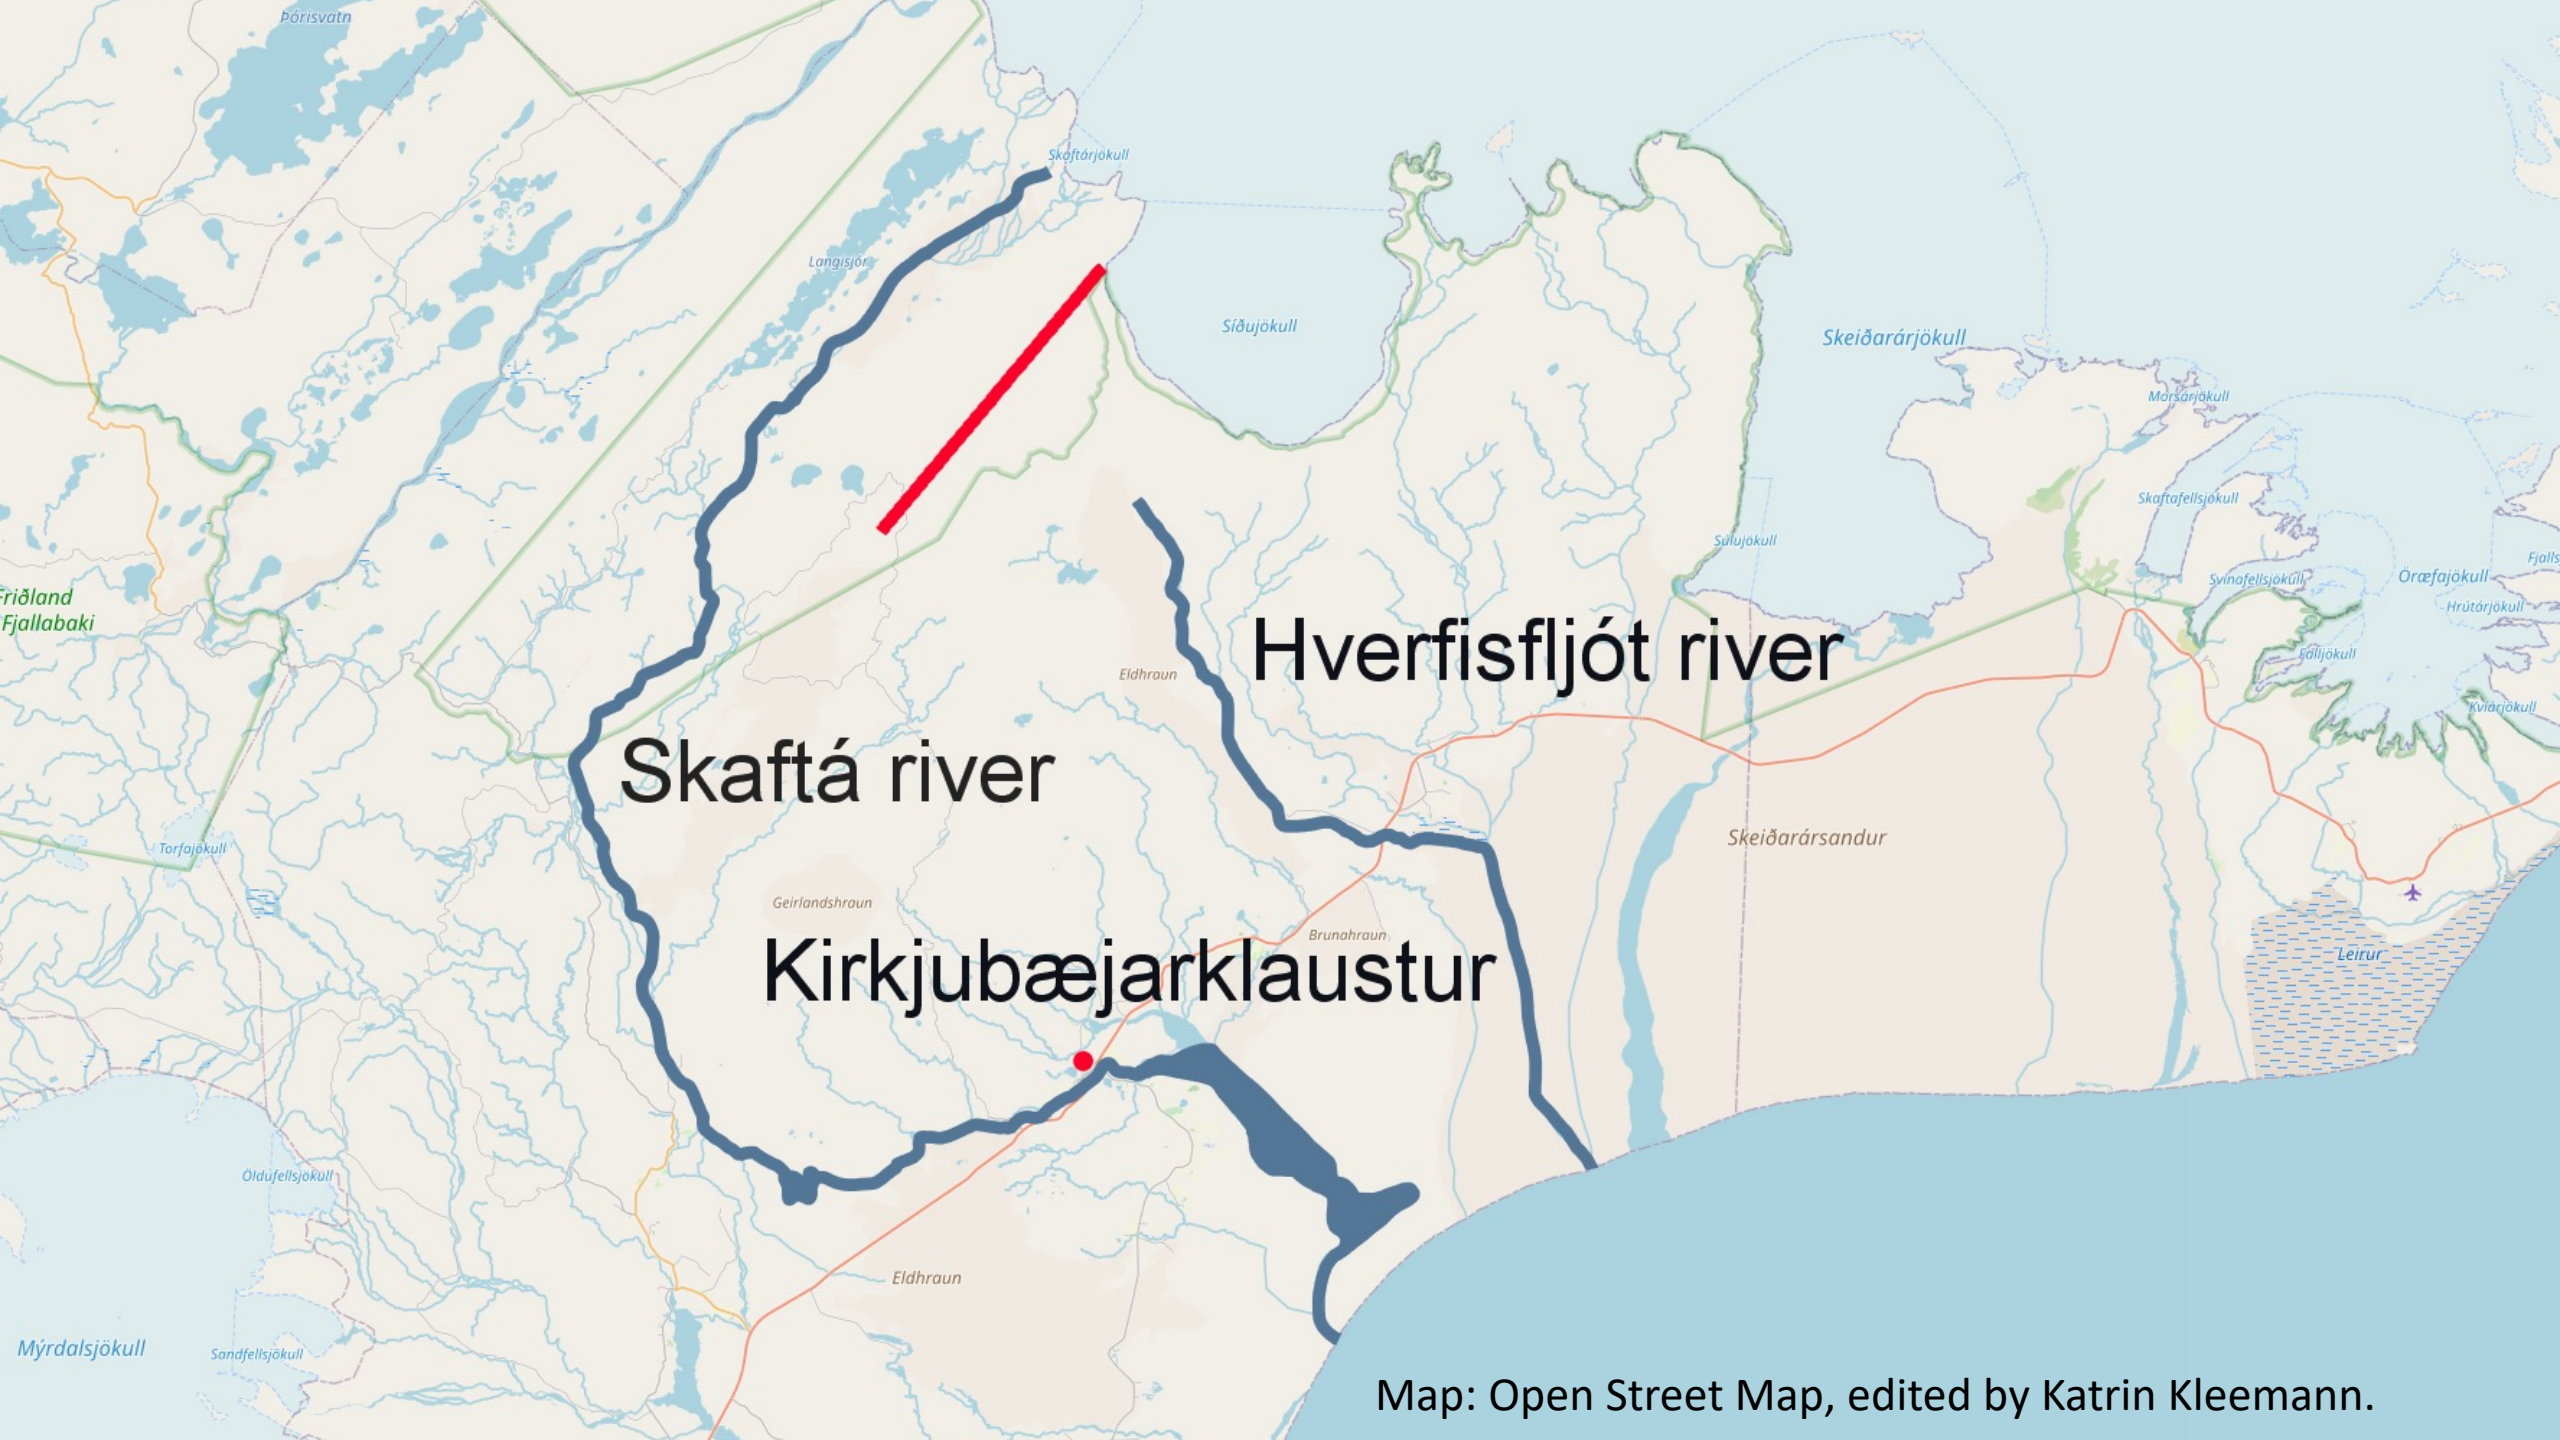 Þórisvatn
Skaftárjökull
Langisjór
Síðujökull
Skeiðarárjökull
Morsárjökull
Skaftafellsjökull
Súlujökull
Svínafellsjökull
Öræfajökull
Fjalls
Hrútárjökull
Friðland
Fjallabaki
Hverfisfljót river
Falljökull
Eldhraun
Kvíárjökull
Skaftá river
Skeiðarársandur
Torfajökull
Geirlandshraun
Brunahraun
Leirur
Kirkjubæjarklaustur
Öldufellsjökull
Eldhraun
Mýrdalsjökull
Sandfellsjökull
Map: Open Street Map, edited by Katrin Kleemann.